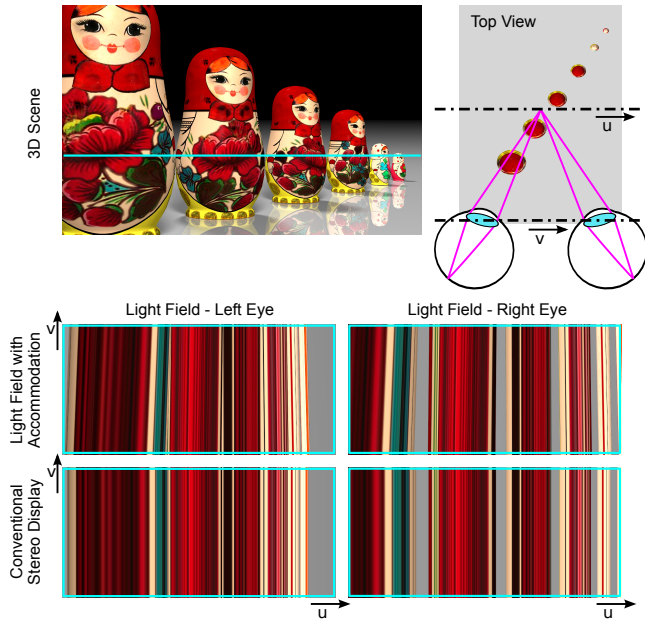 3D Scene
Top View
u
v
Light Field - Left Eye
Light Field - Right Eye
Light Field with
Accommodation
v
Conventional
Stereo Display
v
u
u